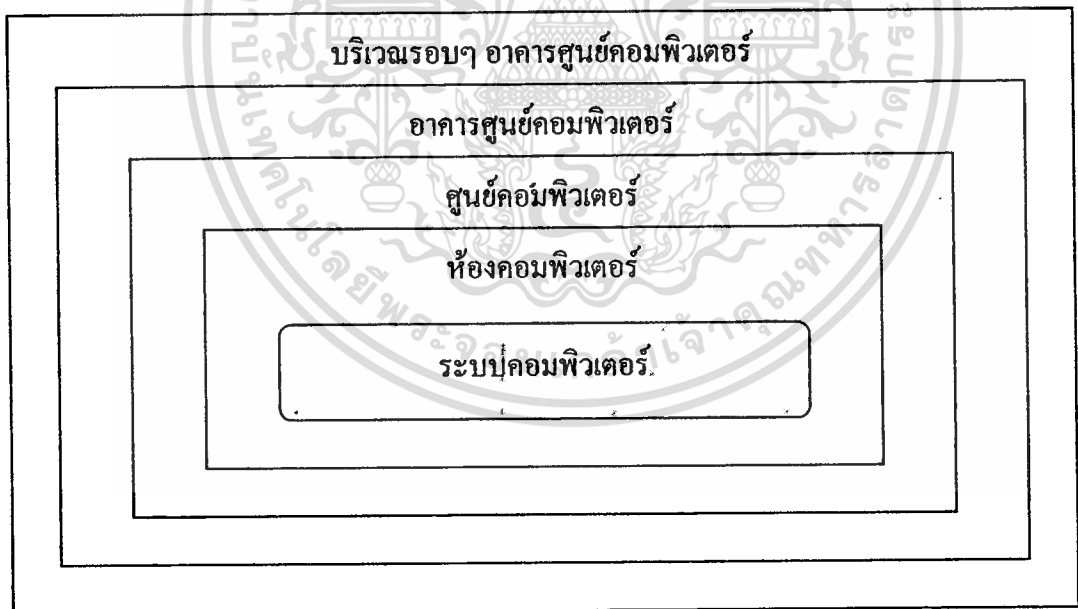 บริเวณรอบๆ อาคารศูนย์คอมพิวเตอร์
อาคารศูนย์คอมพิวเตอร์
ศูนย์คอมพิวเตอร์
ห้องคอมพิวเตอร์
ระบบคอมพิวเตอร์